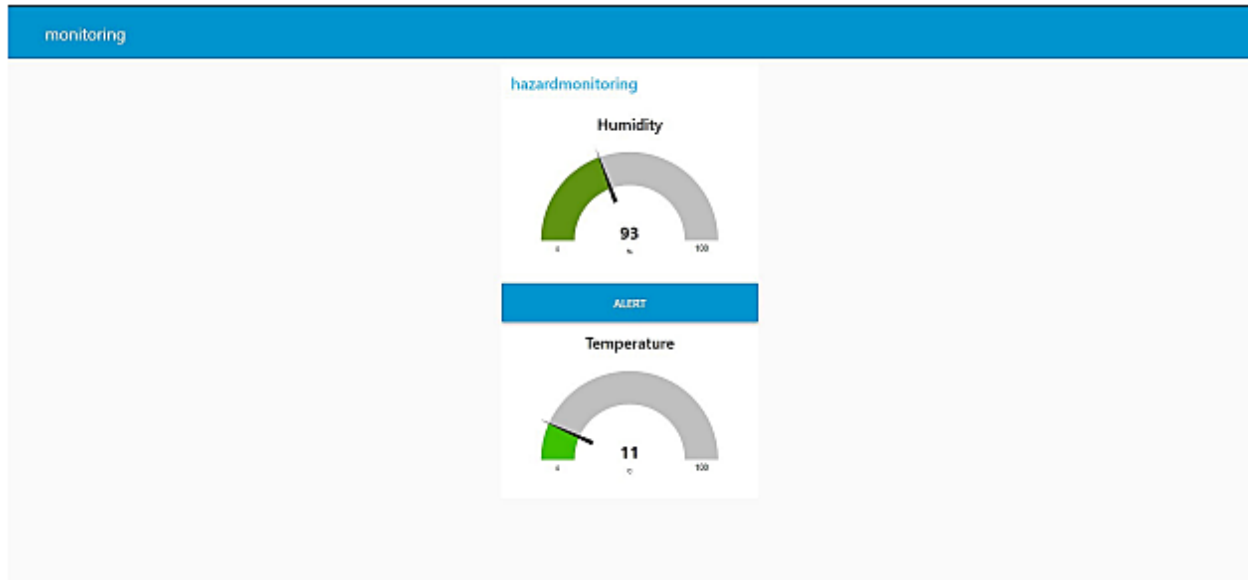 monitoring
hazardmonitoring
Humidity
93
100
ALERT
Temperature
11
100